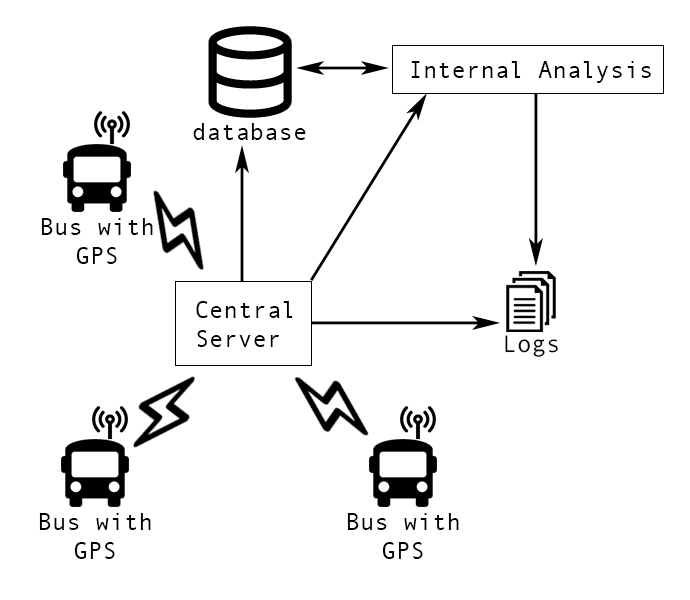 Internal Analysis
database
Bus with
GPS
Central
Server
Logs
Bus with
GPS
Bus with
GPS